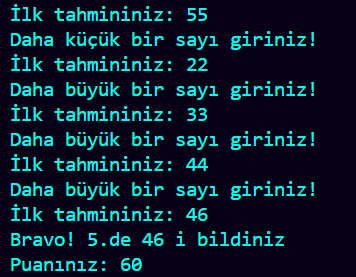 İlk tahmininiz: 55
Daha küçük bir sayı giriniz!
İlk tahmininiz: 22
Daha büyük bir sayı giriniz!
İlk tahmininiz: 33
Daha büyük bir sayı giriniz!
İlk tahmininiz: 44
Daha büyük bir sayı giriniz!
İlk tahmininiz: 46
Bravo! 5.de 46 i bildiniz
Puanınız: 60